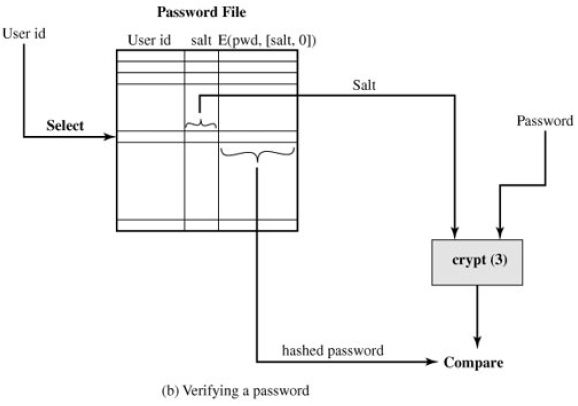 Password File
User id
User id salt E(pwd, [salt, 0])
Salt
Select
Password
crypt (3)
hashed password
Compare
(b) Verifying a password